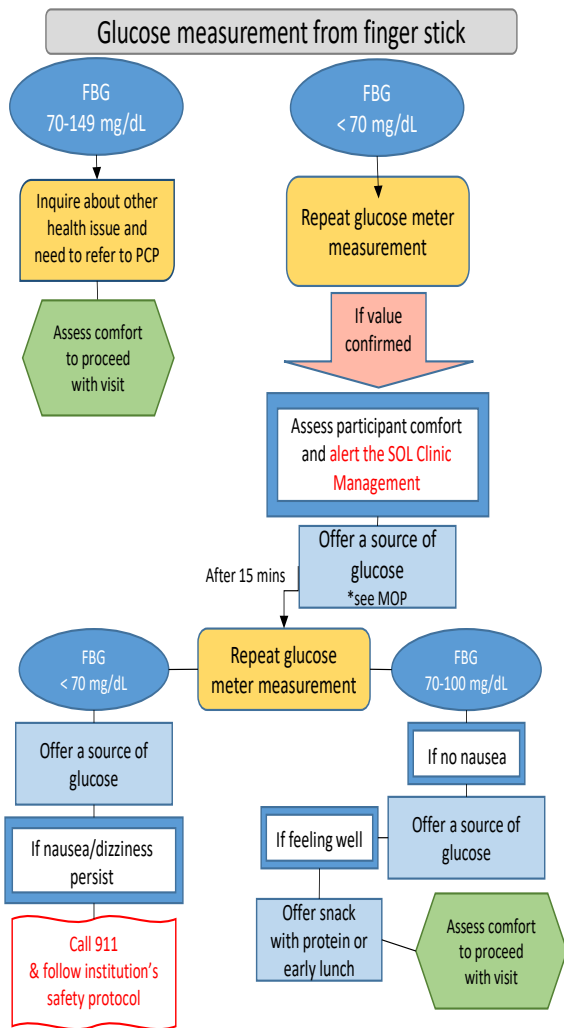 Glucose measurement from finger stick
FBG
70-149 mg/dL
Inquire about other
health issue and
need to refer to PCP
Assess comfort
to proceed
with visit
FBG
< 70 mg/dL
Repeat glucose meter
measurement
If value
confirmed
Assess participant comfort
and alert the SOL Clinic
Management
Offer a source of
glucose
*see MOP
After 15 mins
Repeat glucose
meter measurement
FBG
< 70 mg/dL
Offer a source of
glucose
If nausea/dizziness
persist
Call 911
& follow institution's
safety protocol
FBG
70-100 mg/dL
If no nausea
Offer a source of
glucose
If feeling well
Offer snack
with protein or
early lunch
Assess comfort
to proceed
with visit